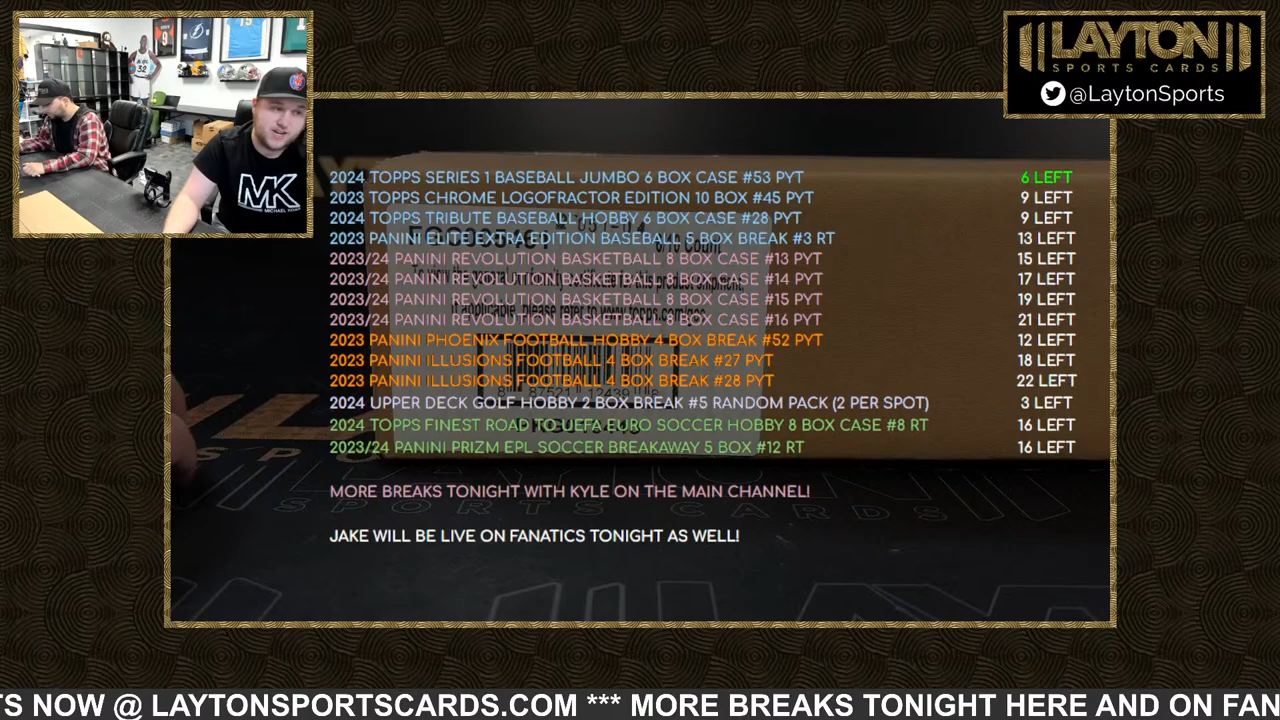 LAYTON
SPORTS CARDS
@LaytonSports
MK
MICHAEL KORS
2024 TOPPS SERIES 1 BASEBALL JUMBO 6 BOX CASE #53 PYT 6 LEFT
2023 TOPPS CHROME LOGOFRACTOR EDITION 10 BOX #45 PYT 9 LEFT
2024 TOPPS TRIBUTE BASEBALL HOBBY 6 BOX CASE #28 PYT 9 LEFT
2023 PANINI ELITE EXTRA EDITION BASEBALL 5 BOX BREAK #3 RT 13 LEFT
2023/24 PANINI REVOLUTION BASKETBALL 8 BOX CASE #13 PYT 15 LEFT
2023/24 PANINI REVOLUTION BASKETBALL 8 BOX CASE #14 PYT 17 LEFT
2023/24 PANINI REVOLUTION BASKETBALL 8 BOX CASE #15 PYT 19 LEFT
2023/24 PANINI REVOLUTION BASKETBALL 8 BOX CASE #16 PYT 21 LEFT
2023 PANINI PHOENIX FOOTBALL HOBBY 4 BOX BREAK #52 PYT 12 LEFT
2023 PANINI ILLUSIONS FOOTBALL 4 BOX BREAK #27 PYT 18 LEFT
2023 PANINI ILLUSIONS FOOTBALL 4 BOX BREAK #28 PYT 22 LEFT
2024 UPPER DECK GOLF HOBBY 2 BOX BREAK #5 RANDOM PACK (2 PER SPOT) 3 LEFT
2024 TOPPS FINEST ROAD TO UEFA EURO SOCCER HOBBY 8 BOX CASE #8 RT 16 LEFT
2023/24 PANINI PRIZM EPL SOCCER BREAKAWAY 5 BOX #12 RT 16 LEFT
MORE BREAKS TONIGHT WITH KYLE ON THE MAIN CHANNEL!
JAKE WILL BE LIVE ON FANATICS TONIGHT AS WELL!
TS NOW @ LAYTONSPORTSCARDS.COM *** MORE BREAKS TONIGHT HERE AND ON FAN